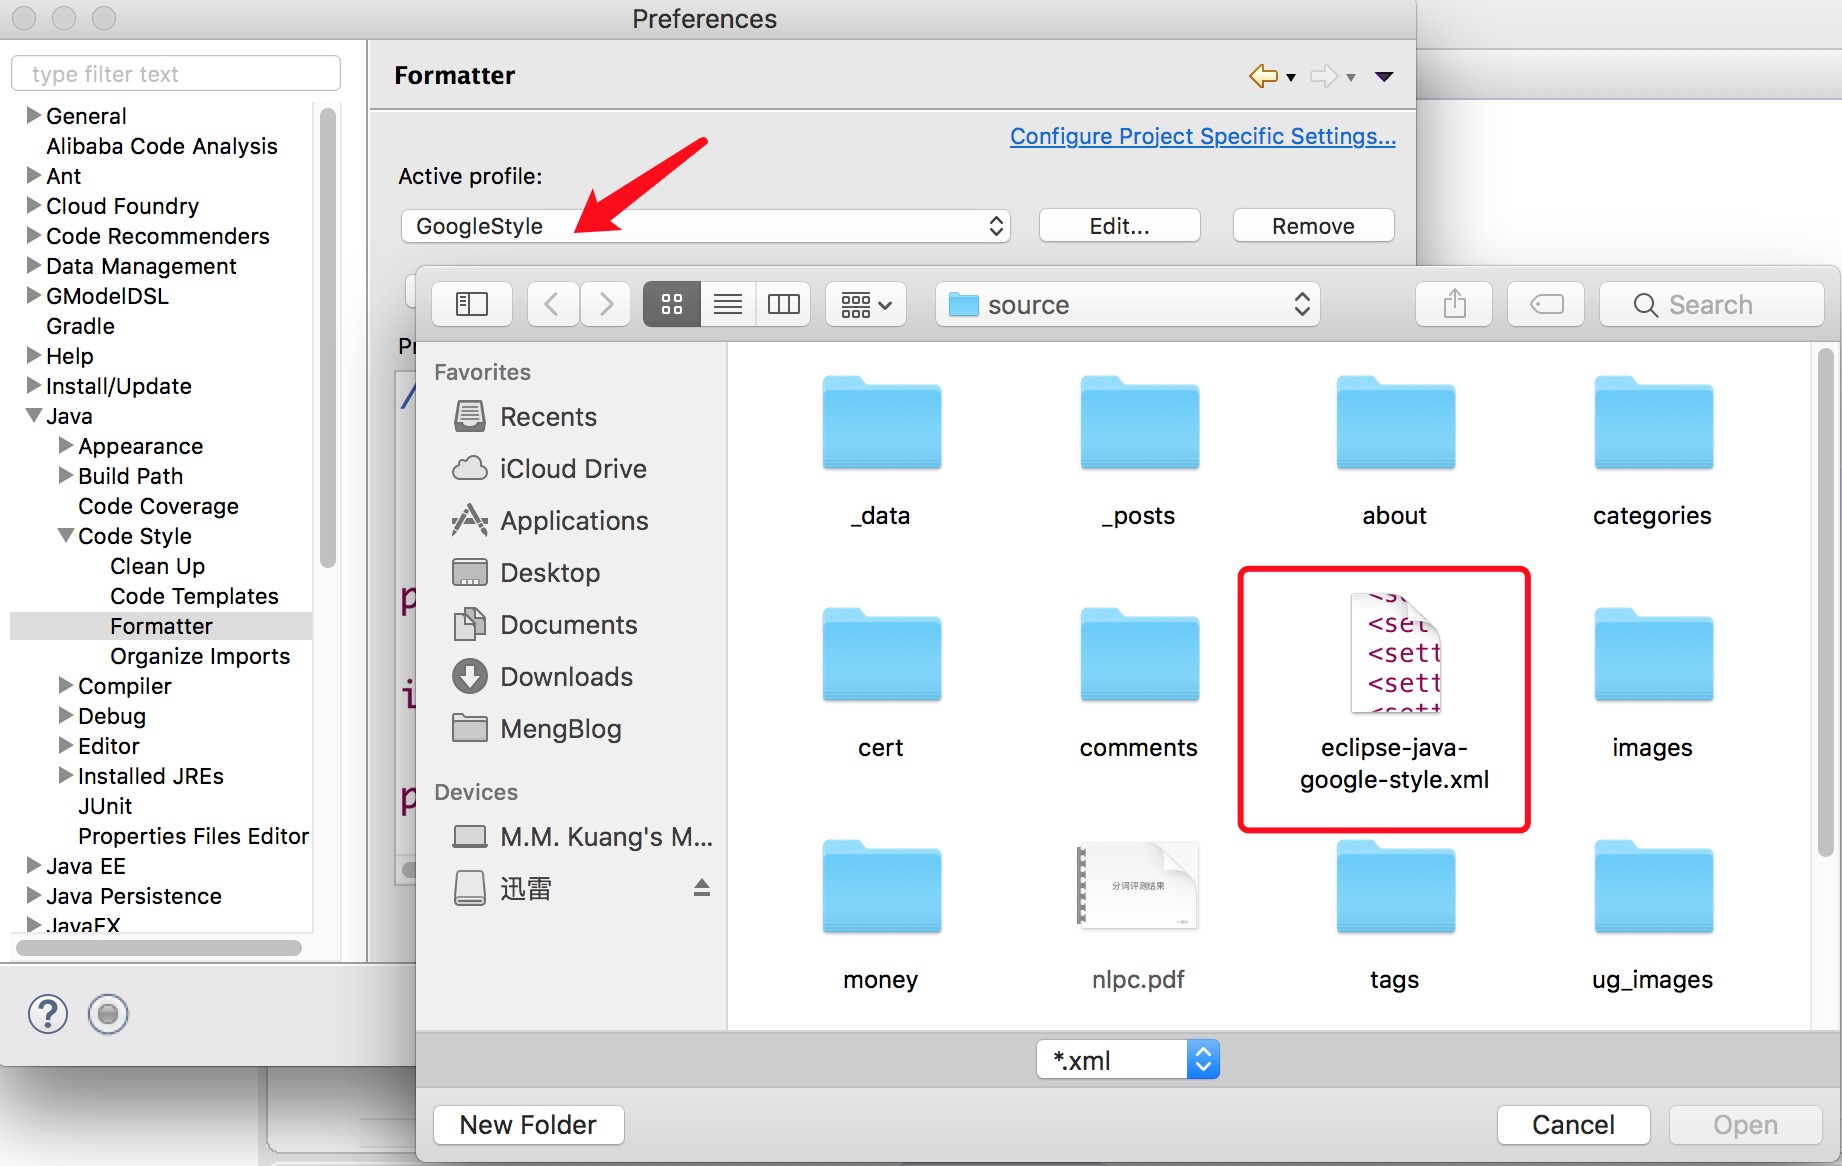 Preferences
type filter text
General
Alibaba Code Analysis
Ant
Cloud Foundry
Code Recommenders
Data Management
GModelDSL
Gradle
Help
Install/Update
Java
Appearance
Build Path
Code Coverage
Code Style
Clean Up
Code Templates
Formatter
Organize Imports
Compiler
Debug
Editor
Installed JREs
JUnit
Properties Files Editor
Java EE
Java Persistence
JavaFX
Formatter
Configure Project Specific Settings...
Active profile:
GoogleStyle
Edit...
Remove
source
Search
Favorites
Recents
iCloud Drive
Applications
Desktop
Documents
Downloads
MengBlog
Devices
M.M. Kuang's M...
迅雷
_data
_posts
about
categories
<set
<sett
<sett
cert
comments
eclipse-java-
google-style.xml
images
分词评测结果
money
nlpc.pdf
tags
ug_images
*.xml
New Folder
Cancel
Open